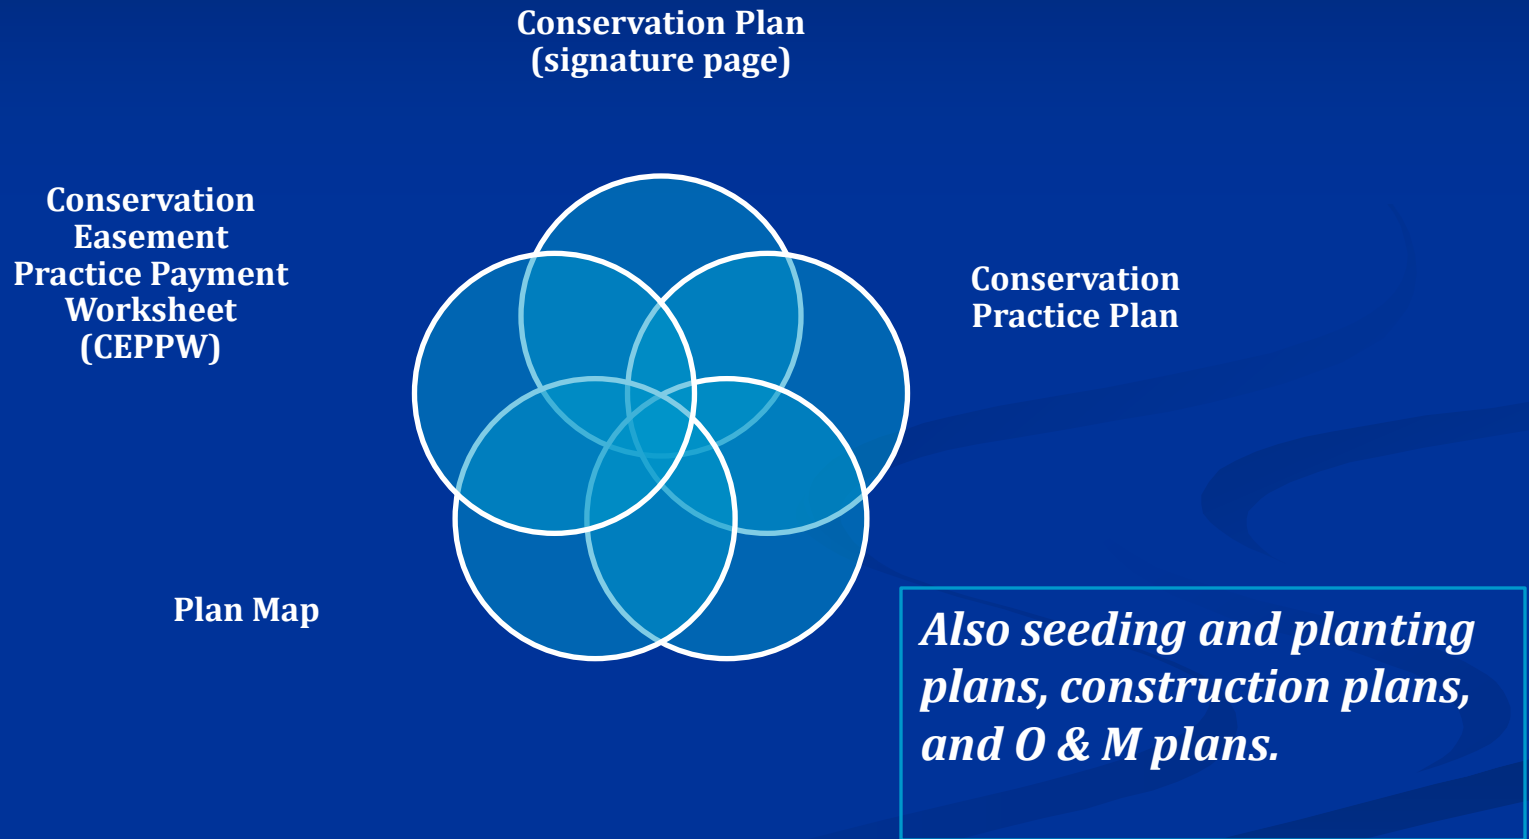 Conservation Plan
(signature page)
Conservation
Easement
Practice Payment
Worksheet
(CEPPW)
Conservation
Practice Plan
Plan Map
Also seeding and planting
plans, construction plans,
and O & M plans.